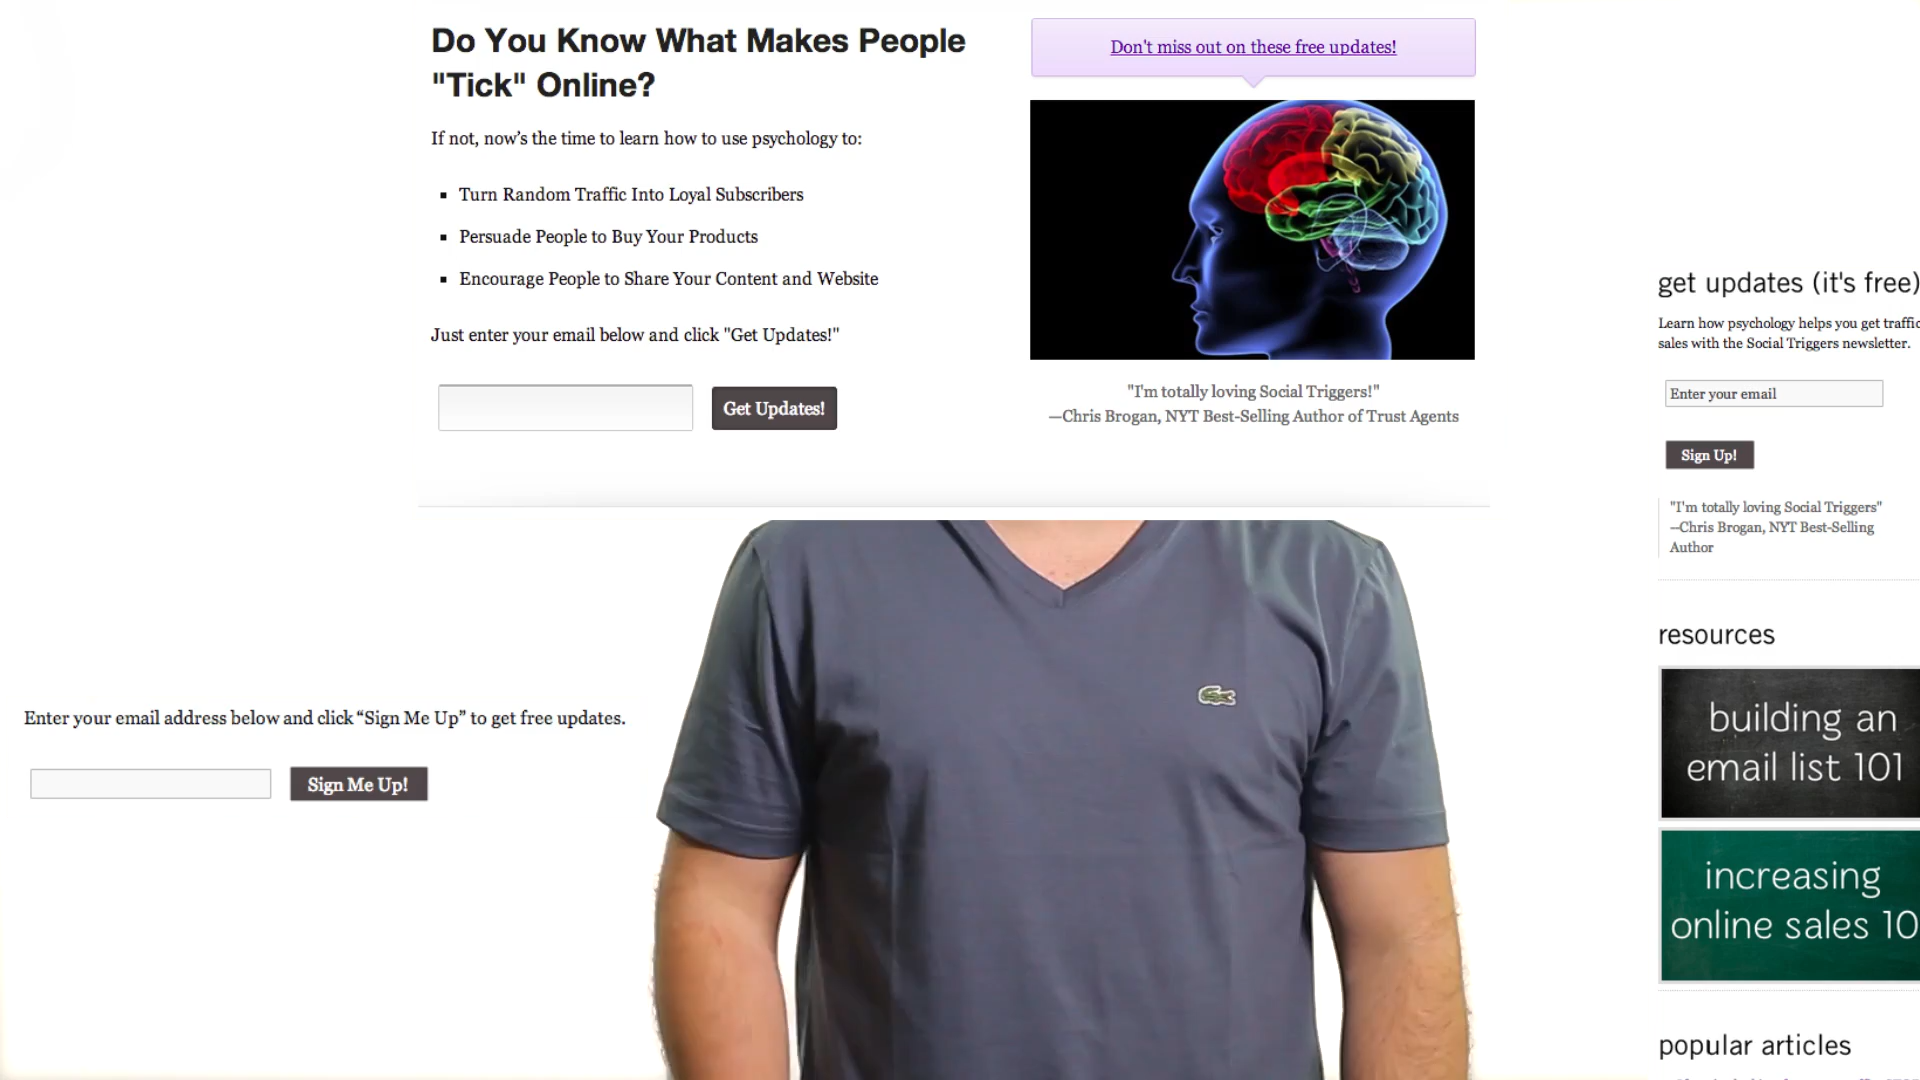 Do You Know What Makes People
"Tick" Online?
If not, now's the time to learn how to use psychology to:
Turn Random Traffic Into Loyal Subscribers
Persuade People to Buy Your Products
Encourage People to Share Your Content and Website
Just enter your email below and click "Get Updates!"
Get Updates!
Don't miss out on these free updates!
"I'm totally loving Social Triggers!"
—Chris Brogan, NYT Best-Selling Author of Trust Agents
Enter your email address below and click “Sign Me Up” to get free updates.
Sign Me Up!
get updates (it's free)
Learn how psychology helps you get traffic
sales with the Social Triggers newsletter.
Enter your email
Sign Up!
"I'm totally loving Social Triggers"
--Chris Brogan, NYT Best-Selling
Author
resources
building an
email list 101
increasing
online sales 10
popular articles